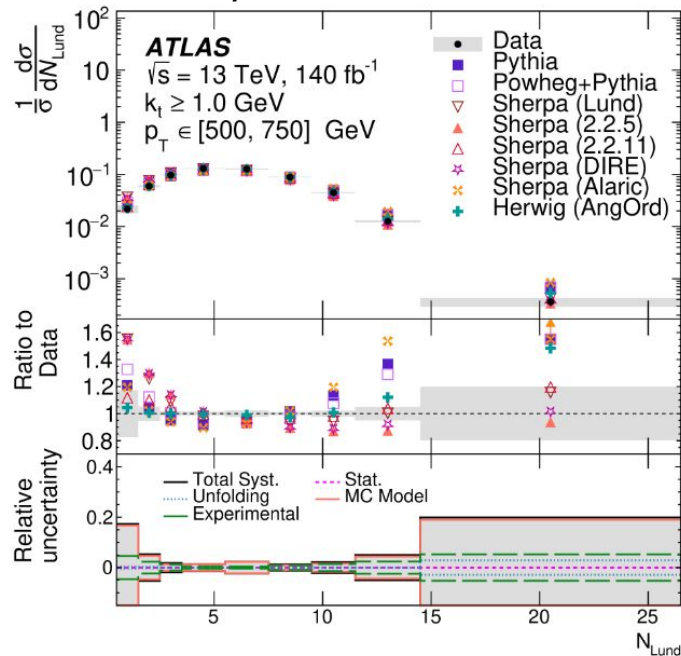 1/σ dσ/dN_Lund
10
1
10⁻¹
10⁻²
10⁻³
ATLAS
√s = 13 TeV, 140 fb⁻¹
k_t ≥ 1.0 GeV
p_T ∈ [500, 750] GeV
Data
Pythia
Powheg+Pythia
Sherpa (Lund)
Sherpa (2.2.5)
Sherpa (2.2.11)
Sherpa (DIRE)
Sherpa (Alaric)
Herwig (AngOrd)
Ratio to
Data
1.6
1.4
1.2
1
0.8
Relative
uncertainty
0.4
0.2
0
Total Syst.
Unfolding
Experimental
Stat.
MC Model
5
10
15
20
25
N_Lund